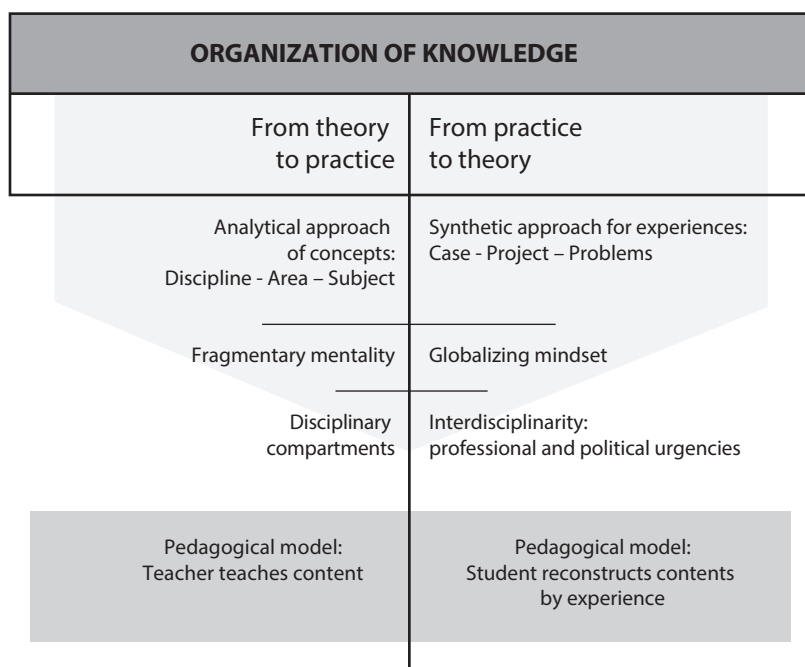 ORGANIZATION OF KNOWLEDGE
From theory
to practice
From practice
to theory
Analytical approach
of concepts:
Discipline - Area – Subject
Synthetic approach for experiences:
Case - Project – Problems
Fragmentary mentality
Globalizing mindset
Disciplinary
compartments
Interdisciplinarity:
professional and political urgencies
Pedagogical model:
Teacher teaches content
Pedagogical model:
Student reconstructs contents
by experience